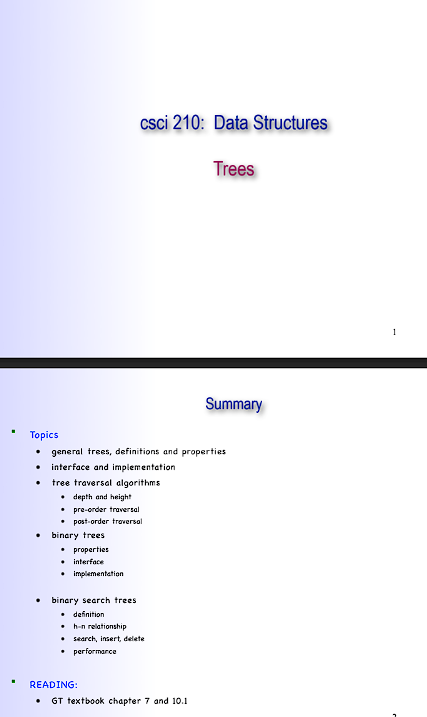 csci 210: Data Structures
Trees
1
Summary
Topics
general trees, definitions and properties
interface and implementation
tree traversal algorithms
depth and height
pre-order traversal
post-order traversal
binary trees
properties
interface
implementation
binary search trees
definition
h-n relationship
search, insert, delete
performance
READING:
GT textbook chapter 7 and 10.1